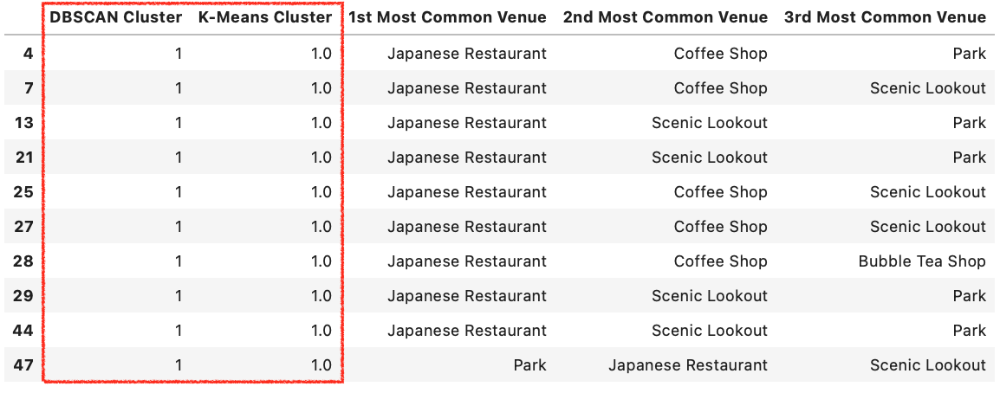 DBSCAN Cluster K-Means Cluster 1st Most Common Venue 2nd Most Common Venue 3rd Most Common Venue
4 1 1.0 Japanese Restaurant Coffee Shop Park
7 1 1.0 Japanese Restaurant Coffee Shop Scenic Lookout
13 1 1.0 Japanese Restaurant Scenic Lookout Park
21 1 1.0 Japanese Restaurant Scenic Lookout Park
25 1 1.0 Japanese Restaurant Coffee Shop Scenic Lookout
27 1 1.0 Japanese Restaurant Coffee Shop Scenic Lookout
28 1 1.0 Japanese Restaurant Coffee Shop Bubble Tea Shop
29 1 1.0 Japanese Restaurant Scenic Lookout Park
44 1 1.0 Japanese Restaurant Scenic Lookout Park
47 1 1.0 Park Japanese Restaurant Scenic Lookout